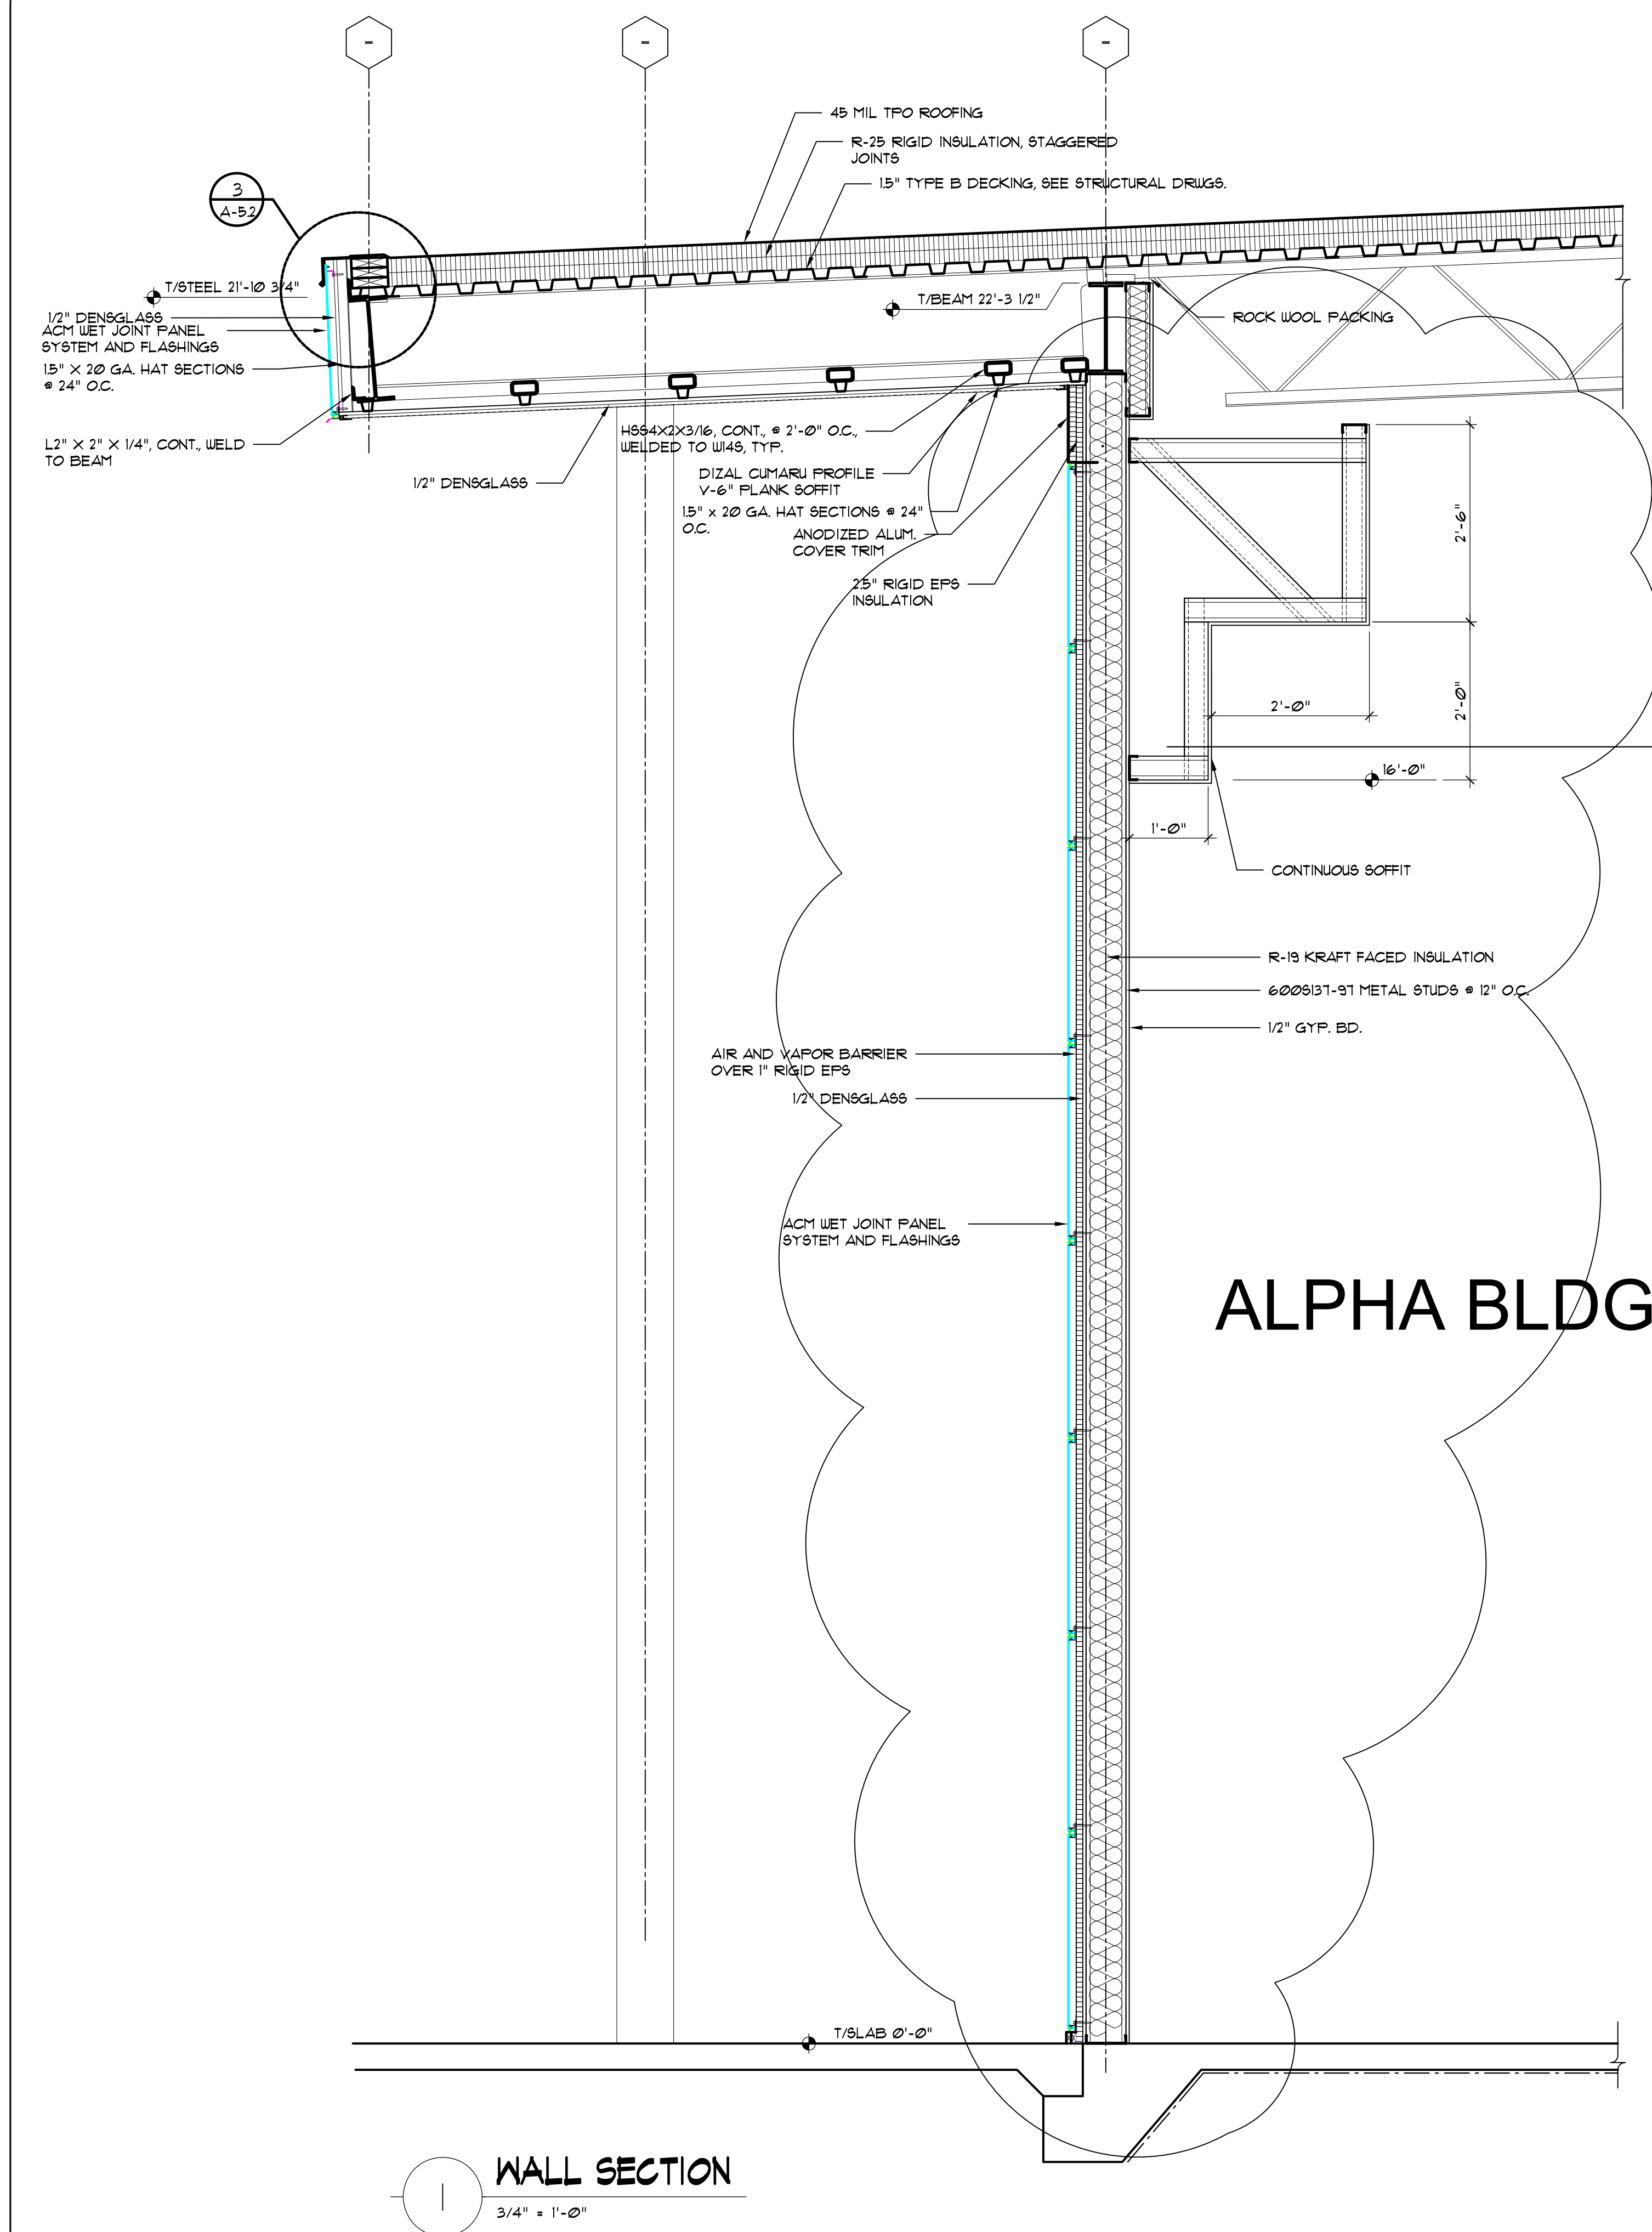 -
-
-
45 MIL TPO ROOFING
R-25 RIGID INSULATION, STAGGERED
JOINTS
1.5" TYPE B DECKING, SEE STRUCTURAL DRWGS.
3
A-5.2
T/STEEL 21'-10 3/4"
T/BEAM 22'-3 1/2"
ROCK WOOL PACKING
1/2" DENSGLASS
ACM WET JOINT PANEL
SYSTEM AND FLASHINGS
1.5" X 20 GA. HAT SECTIONS
@ 24" O.C.
L2" X 2" X 1/4", CONT., WELD
TO BEAM
1/2" DENSGLASS
HSS4X2X3/16, CONT., @ 2'-0" O.C.,
WELDED TO W14S, TYP.
DIZAL CUMARU PROFILE
V-6" PLANK SOFFIT
1.5" x 20 GA. HAT SECTIONS @ 24"
O.C.
ANODIZED ALUM.
COVER TRIM
2.5" RIGID EPS
INSULATION
2'-6"
2'-0"
2'-0"
16'-0"
1'-0"
CONTINUOUS SOFFIT
R-19 KRAFT FACED INSULATION
600S137-97 METAL STUDS @ 12" O.C.
1/2" GYP. BD.
AIR AND VAPOR BARRIER
OVER 1" RIGID EPS
1/2" DENSGLASS
ACM WET JOINT PANEL
SYSTEM AND FLASHINGS
ALPHA BLDG
T/SLAB 0'-0"
1
WALL SECTION
3/4" = 1'-0"